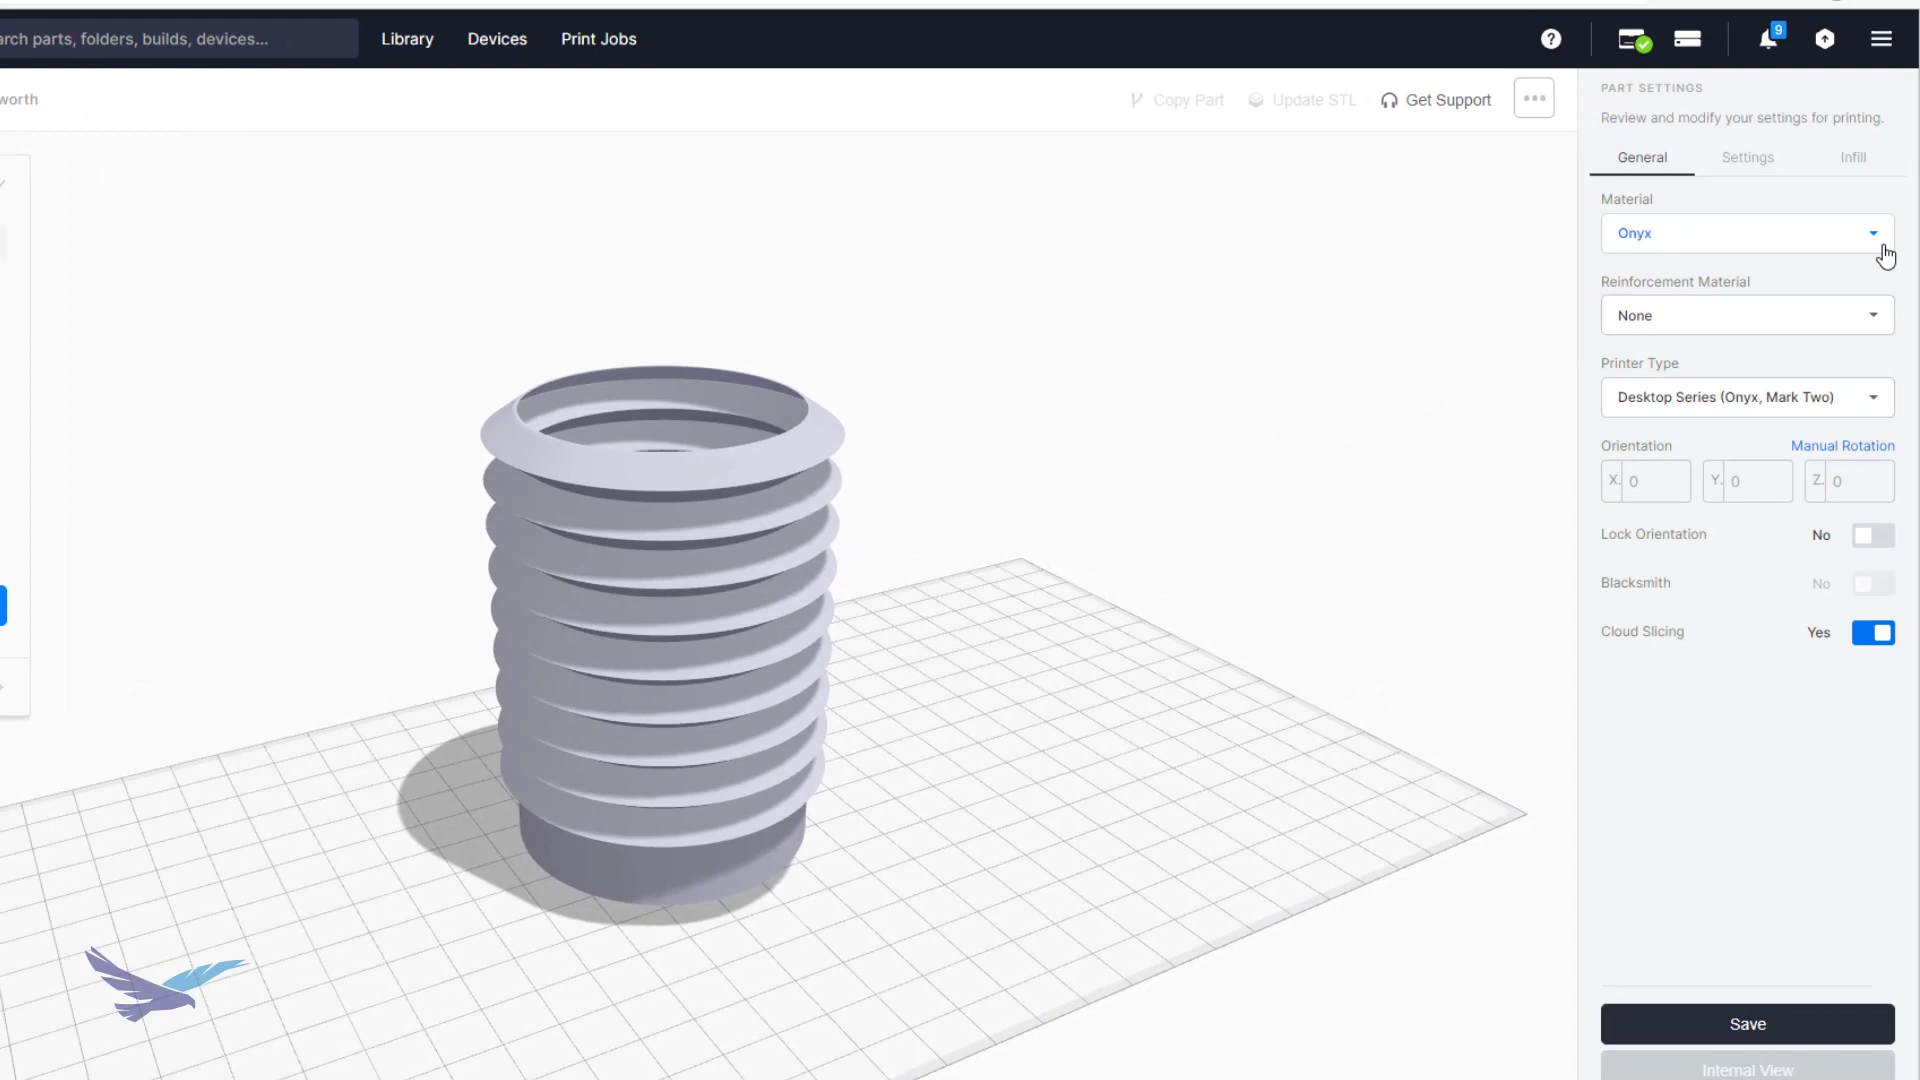 arch parts, folders, builds, devices...
Library
Devices
Print Jobs
?
9
worth
Copy Part
Update STL
Get Support
PART SETTINGS
Review and modify your settings for printing.
General
Settings
Infill
Material
Onyx
Reinforcement Material
None
Printer Type
Desktop Series (Onyx, Mark Two)
Orientation
Manual Rotation
X. 0
Y. 0
Z. 0
Lock Orientation
No
Blacksmith
No
Cloud Slicing
Yes
Save
Internal View